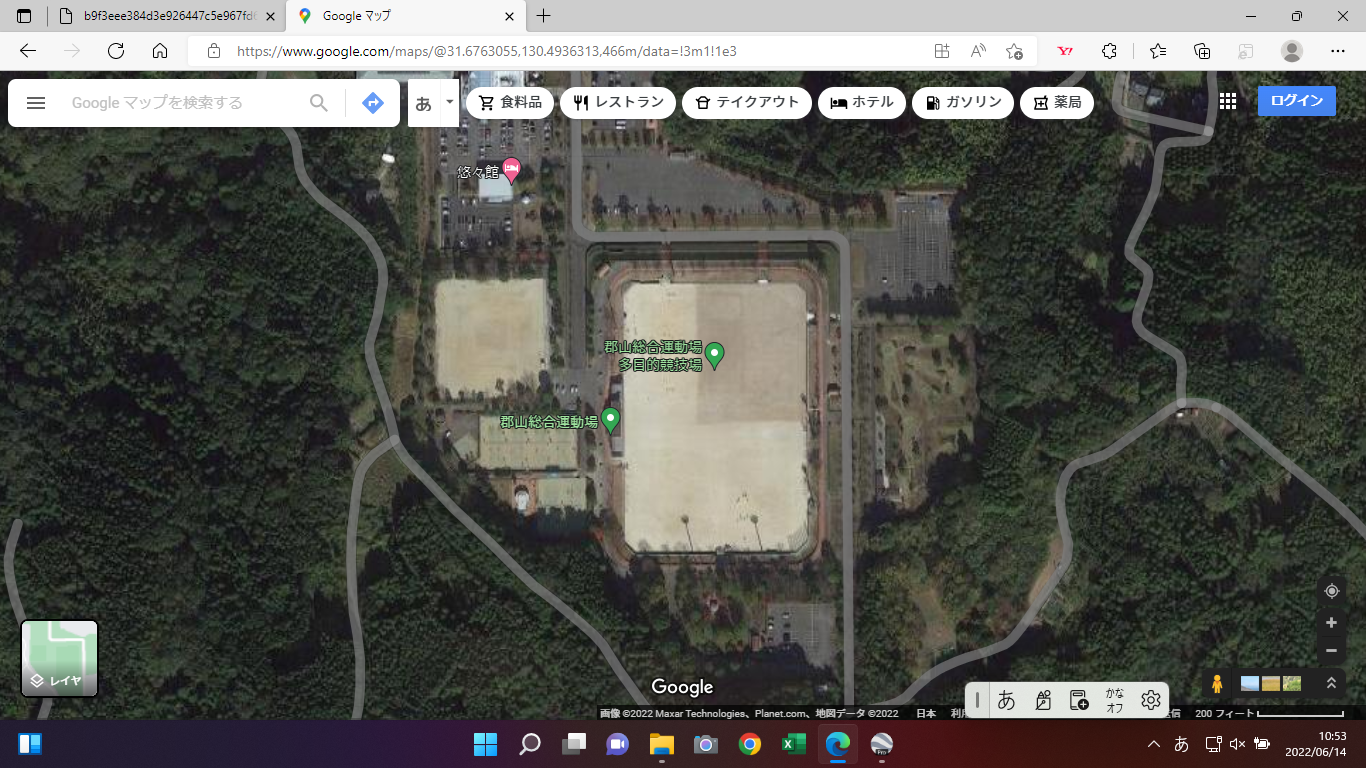 b9f3eee384d3e926447c5e967fd6
Google マップ
https://www.google.com/maps/@31.6763055,130.4936313,466m/data=!3m1!1e3
Google マップを検索する
あ
食料品
レストラン
テイクアウト
ホテル
ガソリン
薬局
ログイン
悠々館
郡山総合運動場
多目的競技場
郡山総合運動場
レイヤ
Google
画像 ©2022 Maxar Technologies、Planet.com、地図データ ©2022
日本
200 フィート
あ
かな
オフ
Pro
あ
10:53
2022/06/14